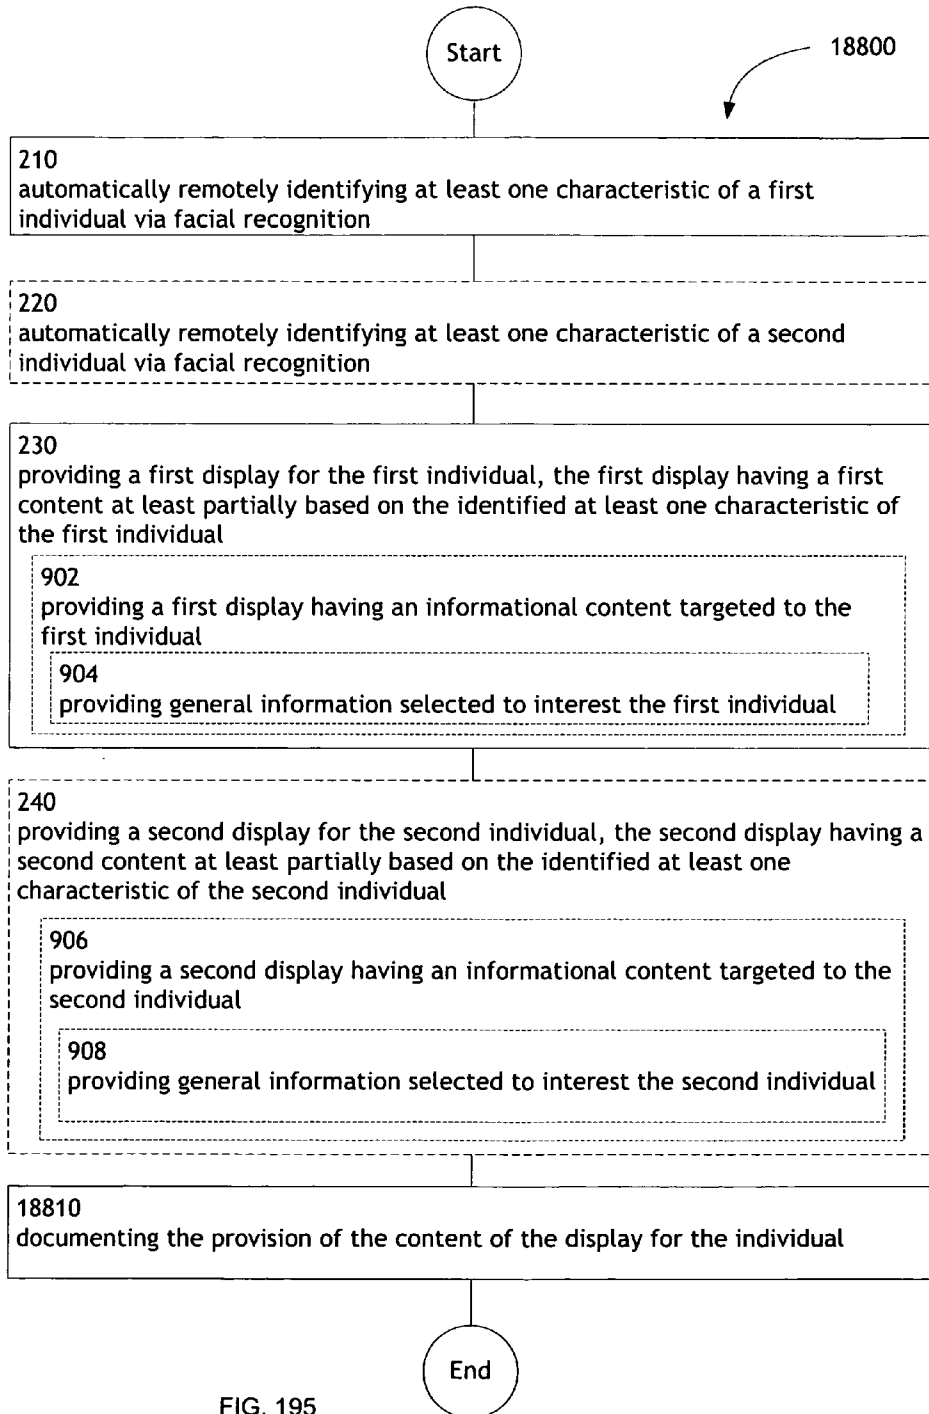 Start
18800
210
automatically remotely identifying at least one characteristic of a first
individual via facial recognition
220
automatically remotely identifying at least one characteristic of a second
individual via facial recognition
230
providing a first display for the first individual, the first display having a first
content at least partially based on the identified at least one characteristic of
the first individual
902
providing a first display having an informational content targeted to the
first individual
904
providing general information selected to interest the first individual
240
providing a second display for the second individual, the second display having a
second content at least partially based on the identified at least one
characteristic of the second individual
906
providing a second display having an informational content targeted to the
second individual
908
providing general information selected to interest the second individual
18810
documenting the provision of the content of the display for the individual
End
FIG. 195